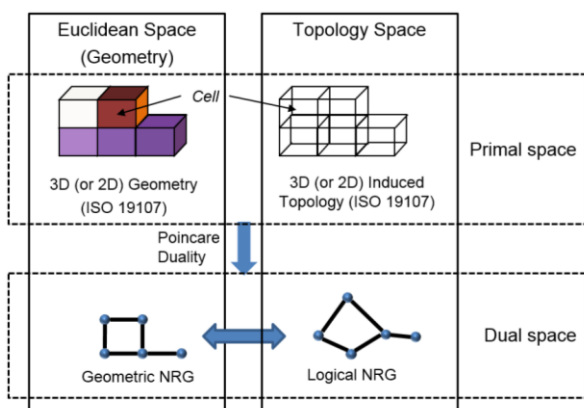 Euclidean Space
(Geometry)
Topology Space
Cell
3D (or 2D) Geometry
(ISO 19107)
3D (or 2D) Induced
Topology (ISO 19107)
Primal space
Poincare
Duality
Geometric NRG
Logical NRG
Dual space